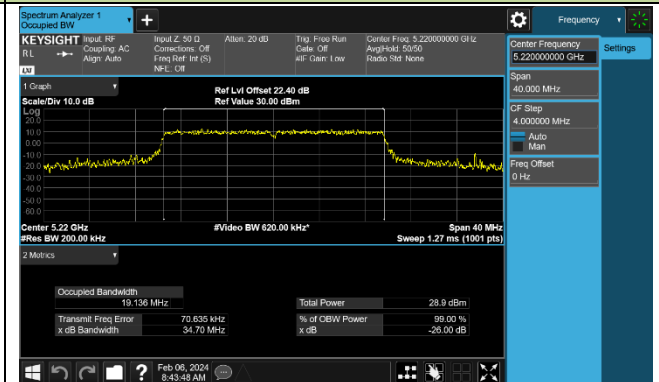 Spectrum Analyzer 1
Occupied BW
+
Frequency
KEYSIGHT
RL
LXI
Input: RF
Coupling: AC
Align: Auto
Input Z: 50 Ω
Corrections: Off
Freq Ref: Int (S)
NFE: Off
Atten: 20 dB
Trig: Free Run
Gate: Off
#IF Gain: Low
Center Freq: 5.220000000 GHz
Avg|Hold: 50/50
Radio Std: None
Center Frequency
5.220000000 GHz
Settings
Span
40.000 MHz
CF Step
4.000000 MHz
Auto
Man
Freq Offset
0 Hz
1 Graph
Scale/Div 10.0 dB
Ref Lvl Offset 22.40 dB
Ref Value 30.00 dBm
Log
20.0
10.0
0.00
-10.0
-20.0
-30.0
-40.0
-50.0
-60.0
Center 5.22 GHz
#Res BW 200.00 kHz
#Video BW 620.00 kHz*
Span 40 MHz
Sweep 1.27 ms (1001 pts)
2 Metrics
Occupied Bandwidth
19.136 MHz
Total Power 28.9 dBm
Transmit Freq Error 70.635 kHz
% of OBW Power 99.00 %
x dB Bandwidth 34.70 MHz
x dB -26.00 dB
?
Feb 06, 2024
8:43:48 AM